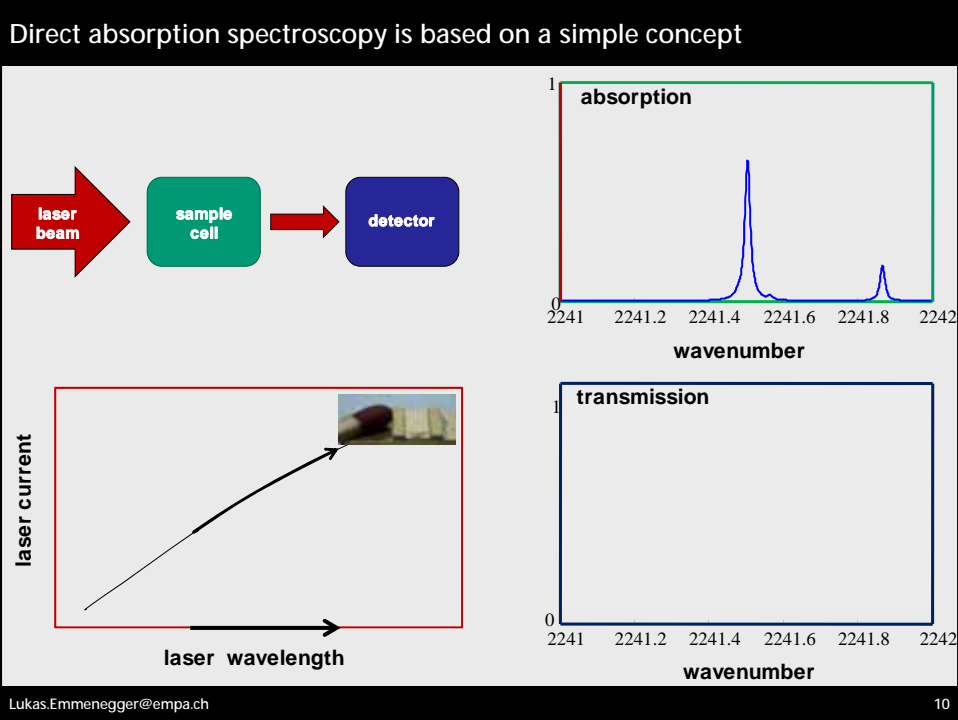 Direct absorption spectroscopy is based on a simple concept
laser
beam
sample
cell
detector
1
absorption
0
2241 2241.2 2241.4 2241.6 2241.8 2242
wavenumber
laser current
laser wavelength
1
transmission
0
2241 2241.2 2241.4 2241.6 2241.8 2242
wavenumber
Lukas.Emmenegger@empa.ch 10